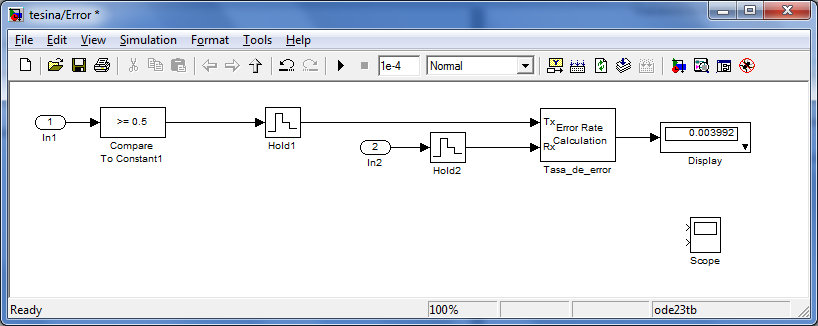 tesina/Error *
File Edit View Simulation Format Tools Help
1e-4 Normal
1
In1
>= 0.5
Compare
To Constant1
Hold1
2
In2
Hold2
Tx
Rx
Error Rate
Calculation
Tasa_de_error
0.003992
Display
Scope
Ready 100% ode23tb